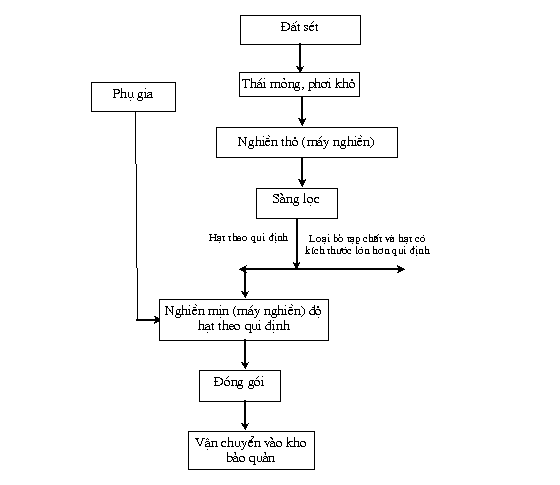 Đất sét
Thái mỏng, phơi khô
Phụ gia
Nghiền thô (máy nghiền)
Sàng lọc
Hạt theo qui định
Loại bỏ tạp chất và hạt có
kích thước lớn hơn qui định
Nghiền mịn (máy nghiền) độ
hạt theo qui định
Đóng gói
Vận chuyển vào kho
bảo quản